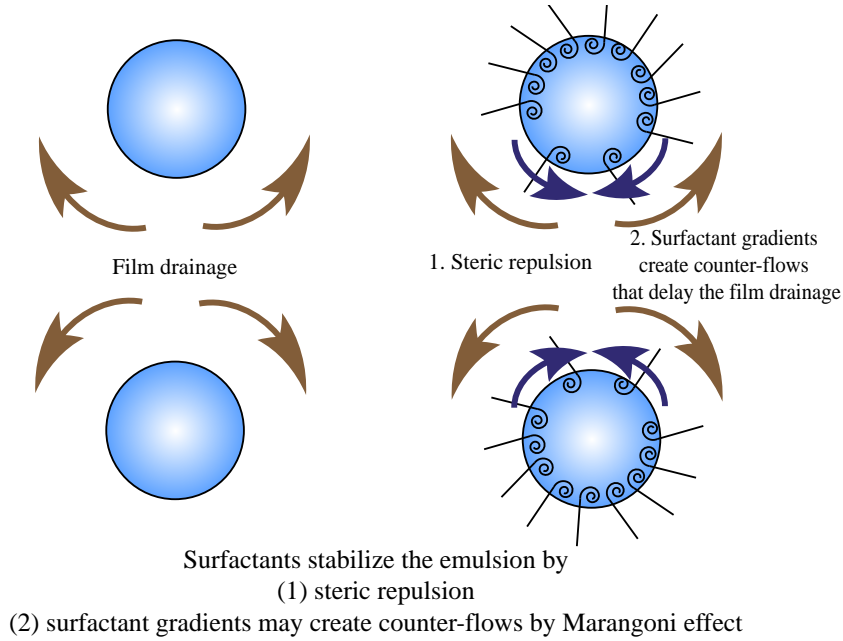 Film drainage
1. Steric repulsion
2. Surfactant gradients
create counter-flows
that delay the film drainage
Surfactants stabilize the emulsion by
(1) steric repulsion
(2) surfactant gradients may create counter-flows by Marangoni effect